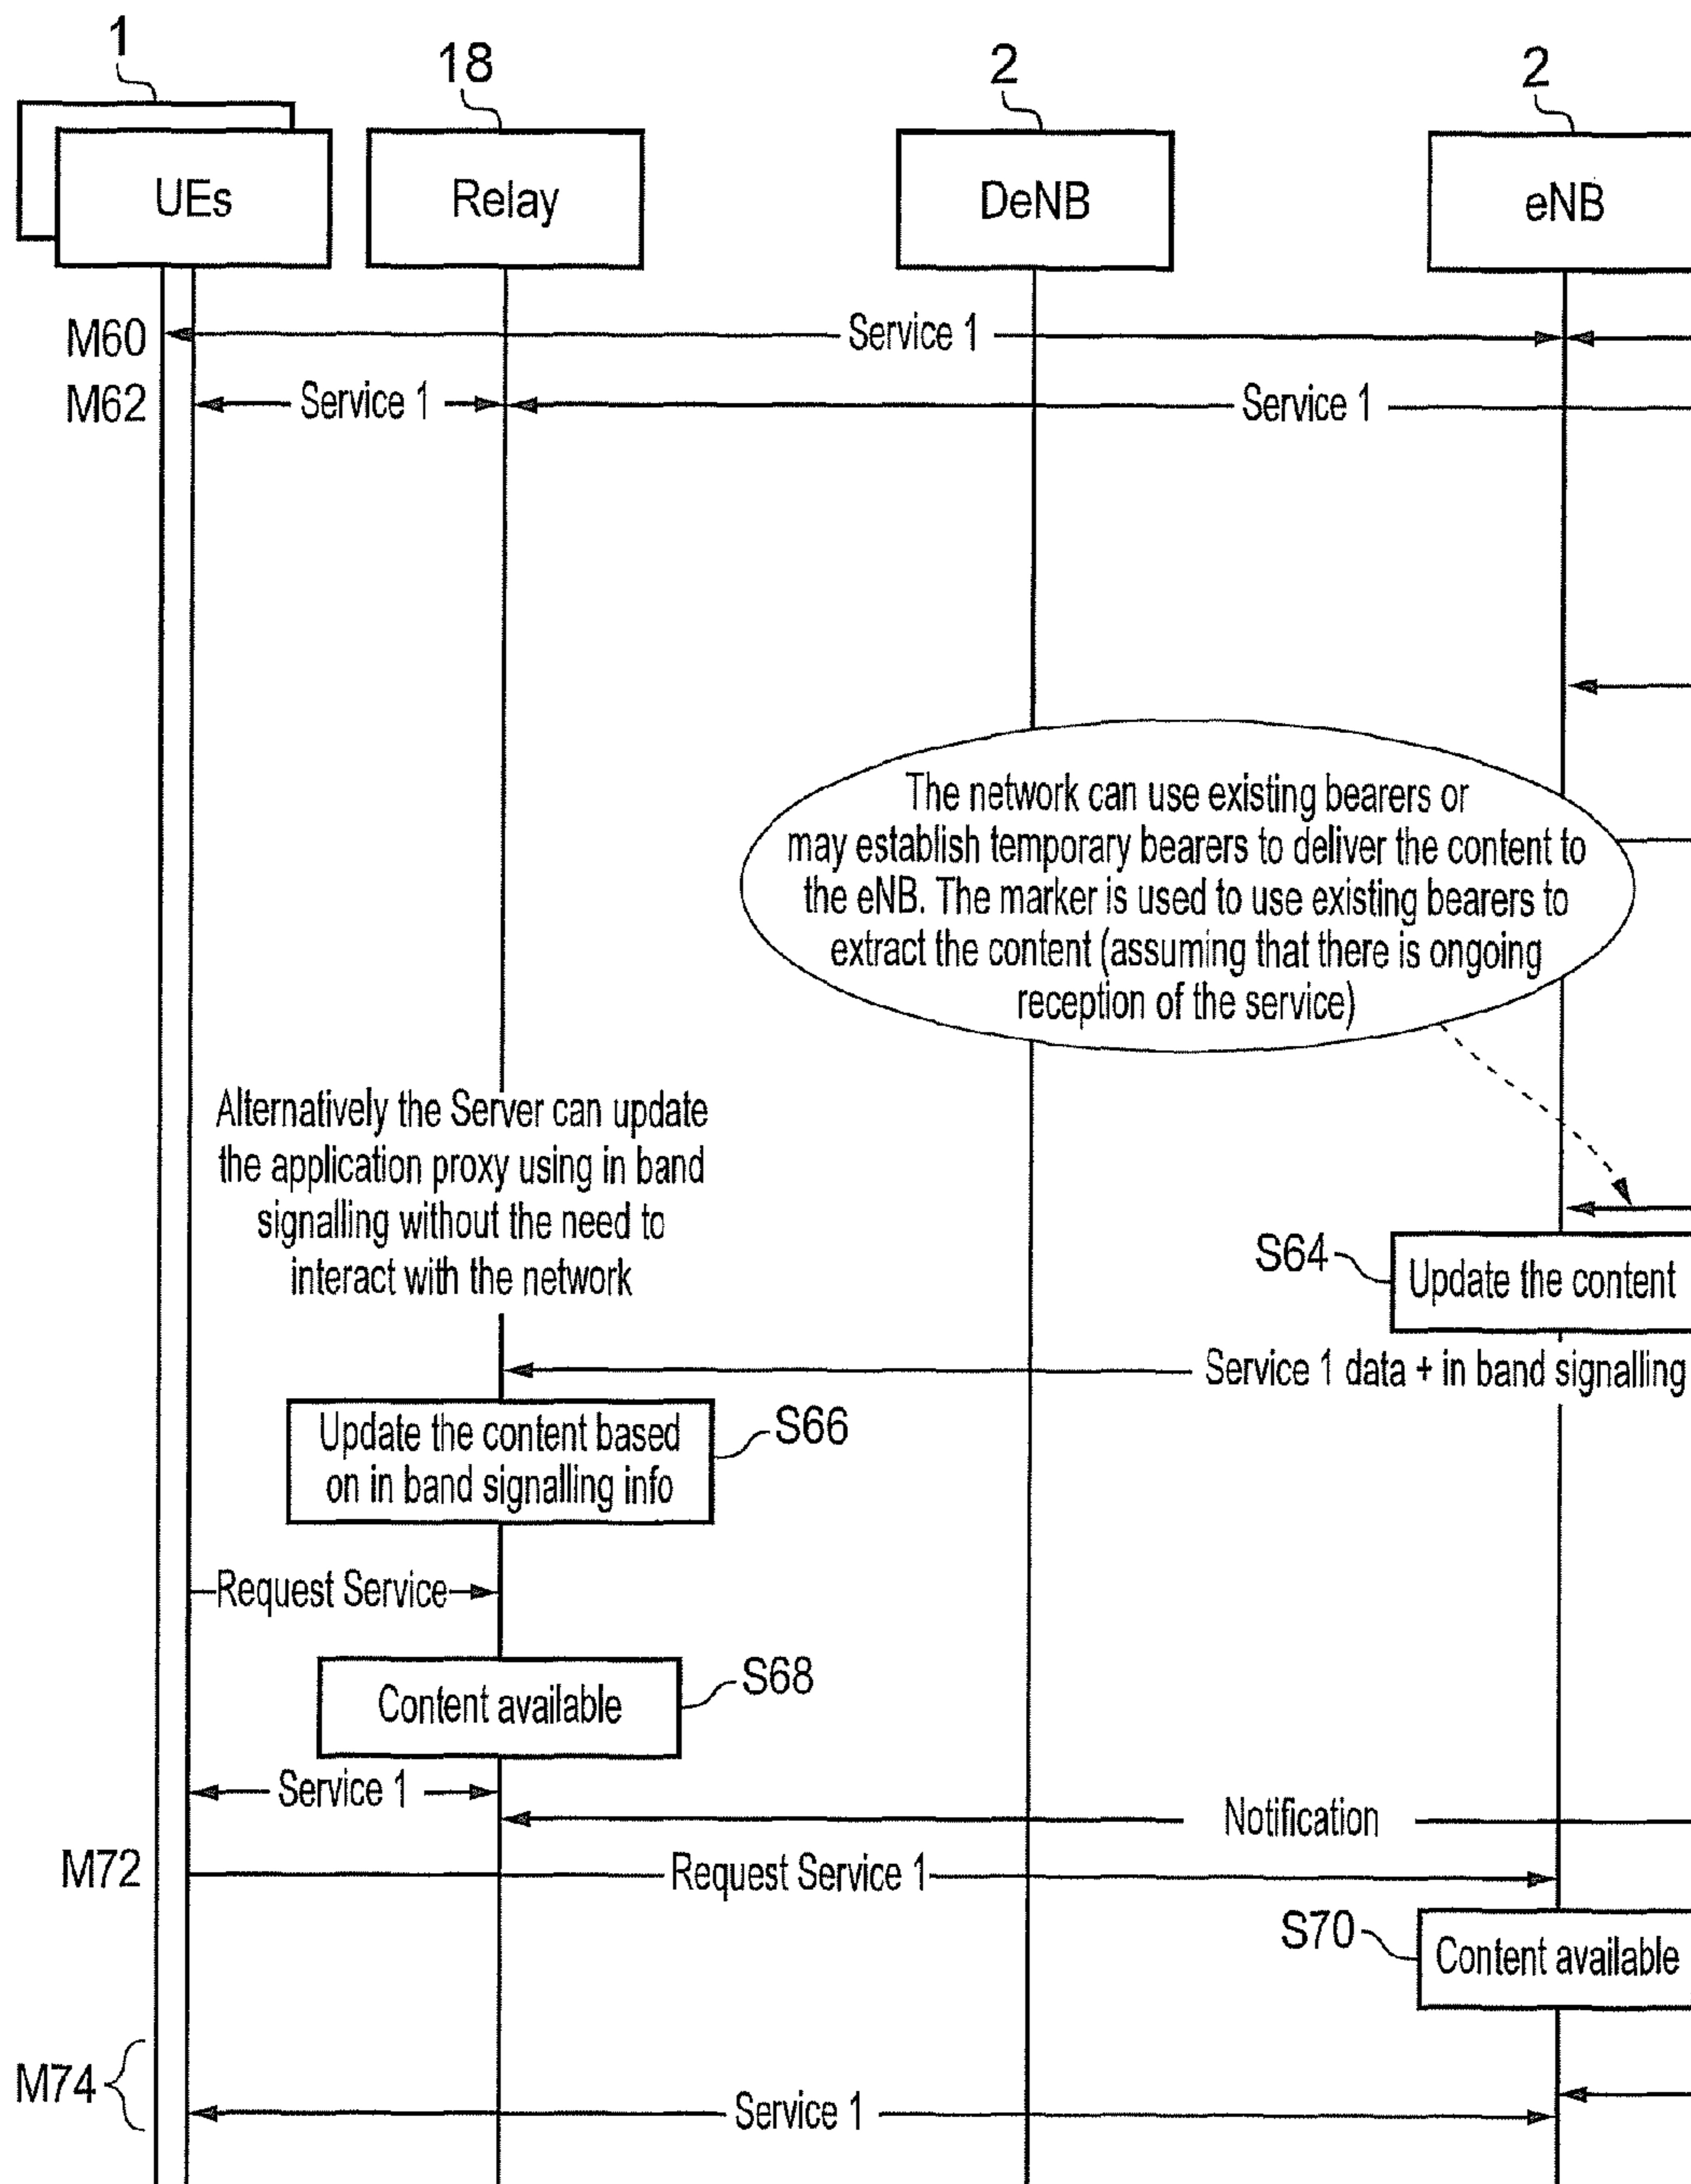 1
18
2
2
UEs
Relay
DeNB
eNB
M60
Service 1
M62
Service 1
Service 1
The network can use existing bearers or
may establish temporary bearers to deliver the content to
the eNB. The marker is used to use existing bearers to
extract the content (assuming that there is ongoing
reception of the service)
Alternatively the Server can update
the application proxy using in band
signalling without the need to
interact with the network
S64
Update the content
Service 1 data + in band signalling
Update the content based
on in band signalling info
S66
Request Service
Content available
S68
Service 1
Notification
M72
Request Service 1
S70
Content available
M74
Service 1